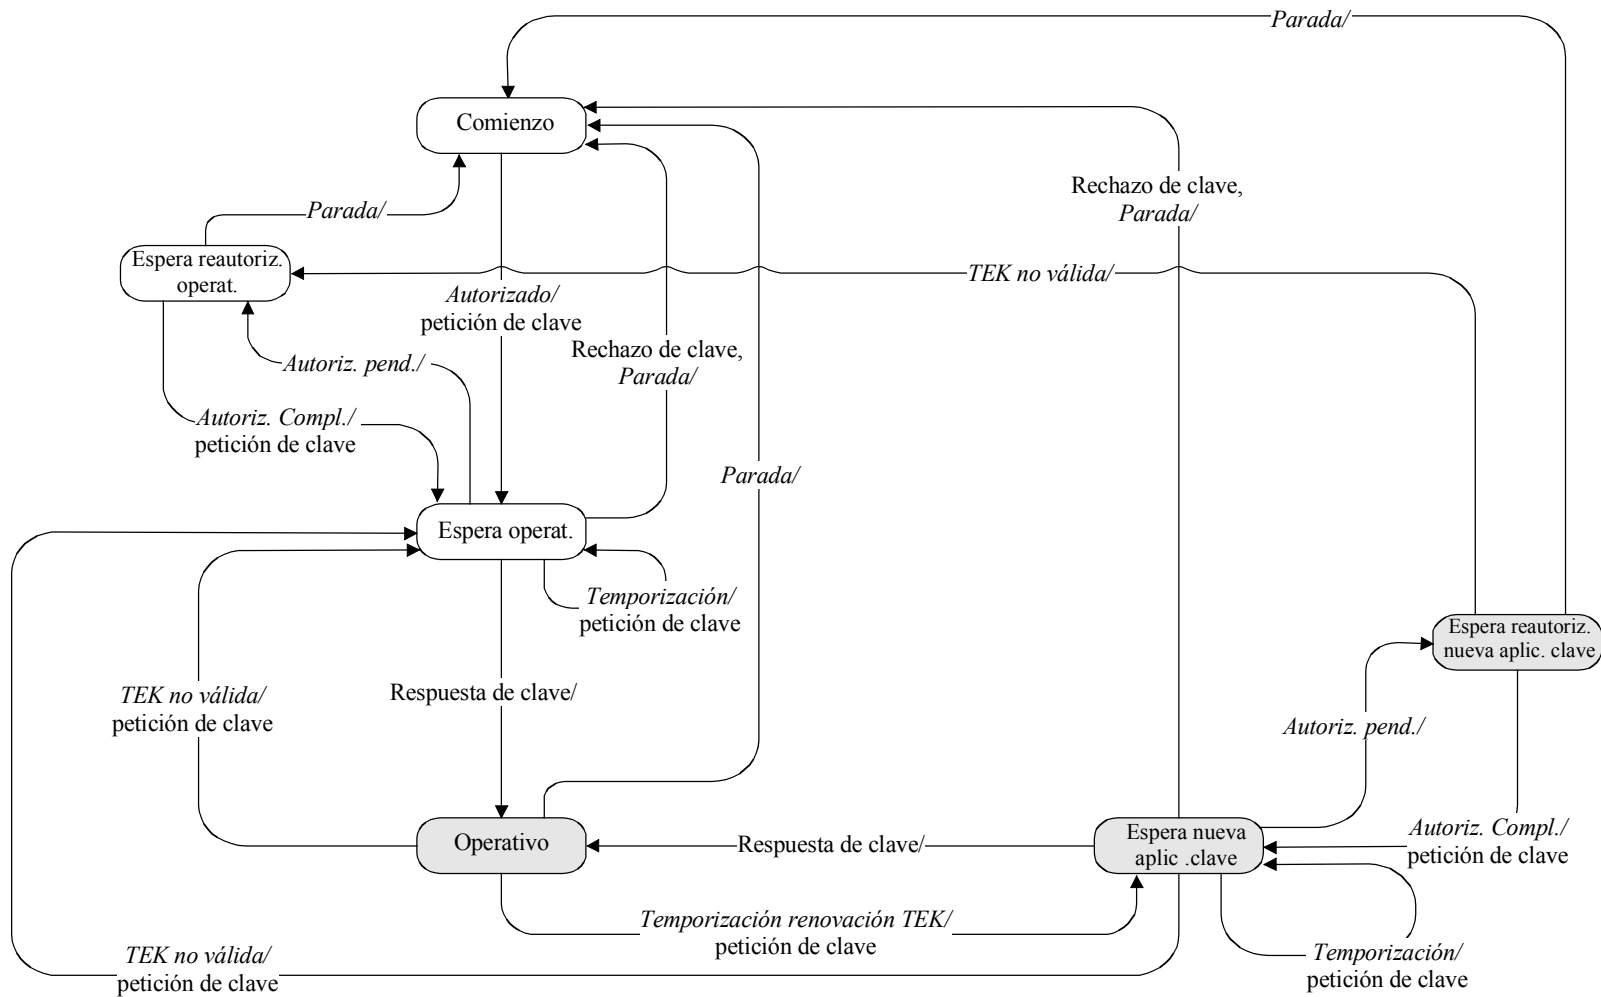 Parada/
Comienzo
Rechazo de clave,
Parada/
Parada/
Espera reautoriz.
operat.
TEK no válida/
Autorizado/
petición de clave
Rechazo de clave,
Parada/
Autoriz. pend./
Autoriz. Compl./
petición de clave
Parada/
Espera operat.
Temporización/
petición de clave
Espera reautoriz.
nueva aplic. clave
TEK no válida/
petición de clave
Respuesta de clave/
Autoriz. pend./
Operativo
Respuesta de clave/
Espera nueva
aplic .clave
Autoriz. Compl./
petición de clave
Temporización renovación TEK/
petición de clave
TEK no válida/
petición de clave
Temporización/
petición de clave